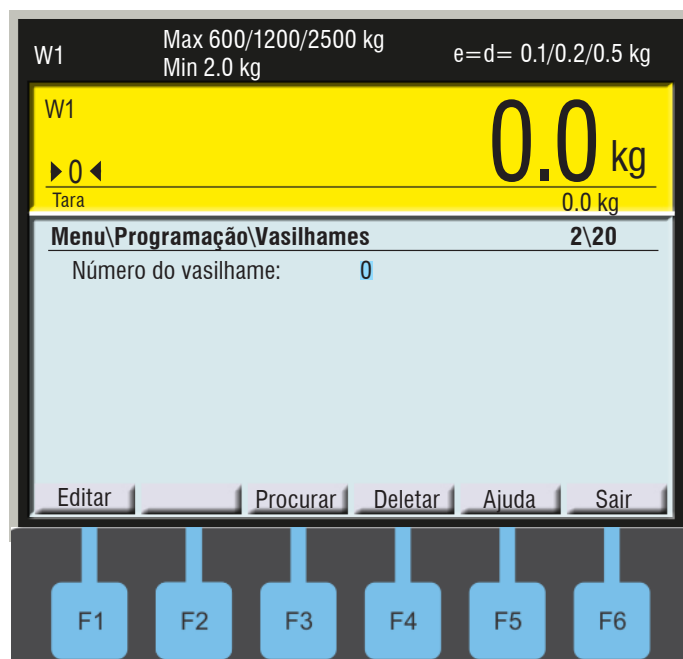 W1 Max 600/1200/2500 kg e=d= 0.1/0.2/0.5 kg
Min 2.0 kg
W1
0.0 kg
0
Tara 0.0 kg
Menu\Programação\Vasilhames 2\20
Número do vasilhame: 0
Editar Procurar Deletar Ajuda Sair
F1 F2 F3 F4 F5 F6